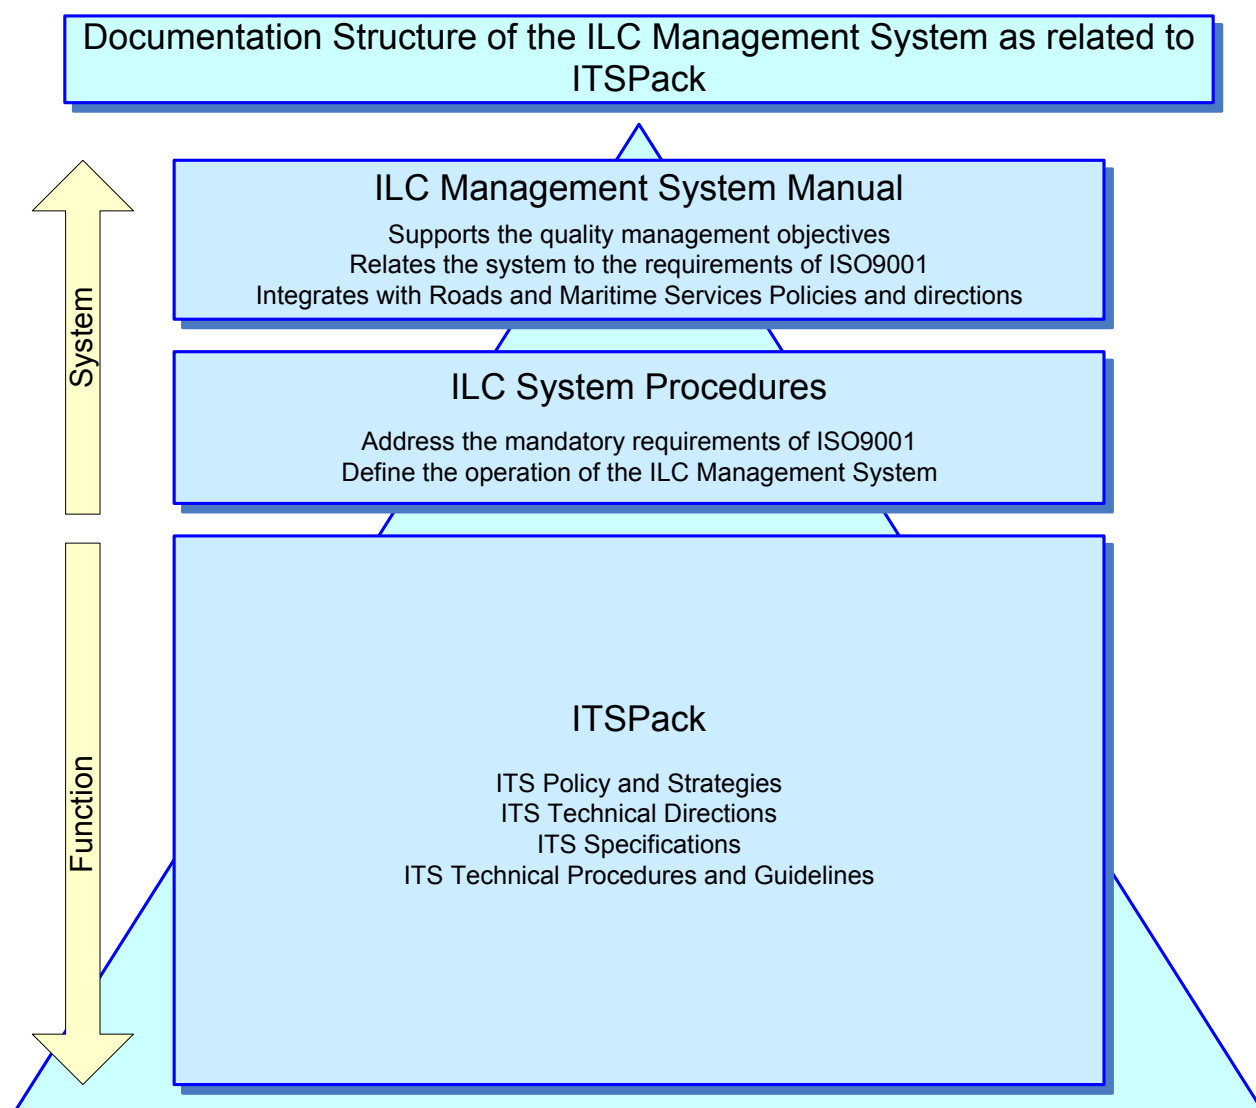 Documentation Structure of the ILC Management System as related to
ITSPack
System
ILC Management System Manual
Supports the quality management objectives
Relates the system to the requirements of ISO9001
Integrates with Roads and Maritime Services Policies and directions
ILC System Procedures
Address the mandatory requirements of ISO9001
Define the operation of the ILC Management System
Function
ITSPack
ITS Policy and Strategies
ITS Technical Directions
ITS Specifications
ITS Technical Procedures and Guidelines